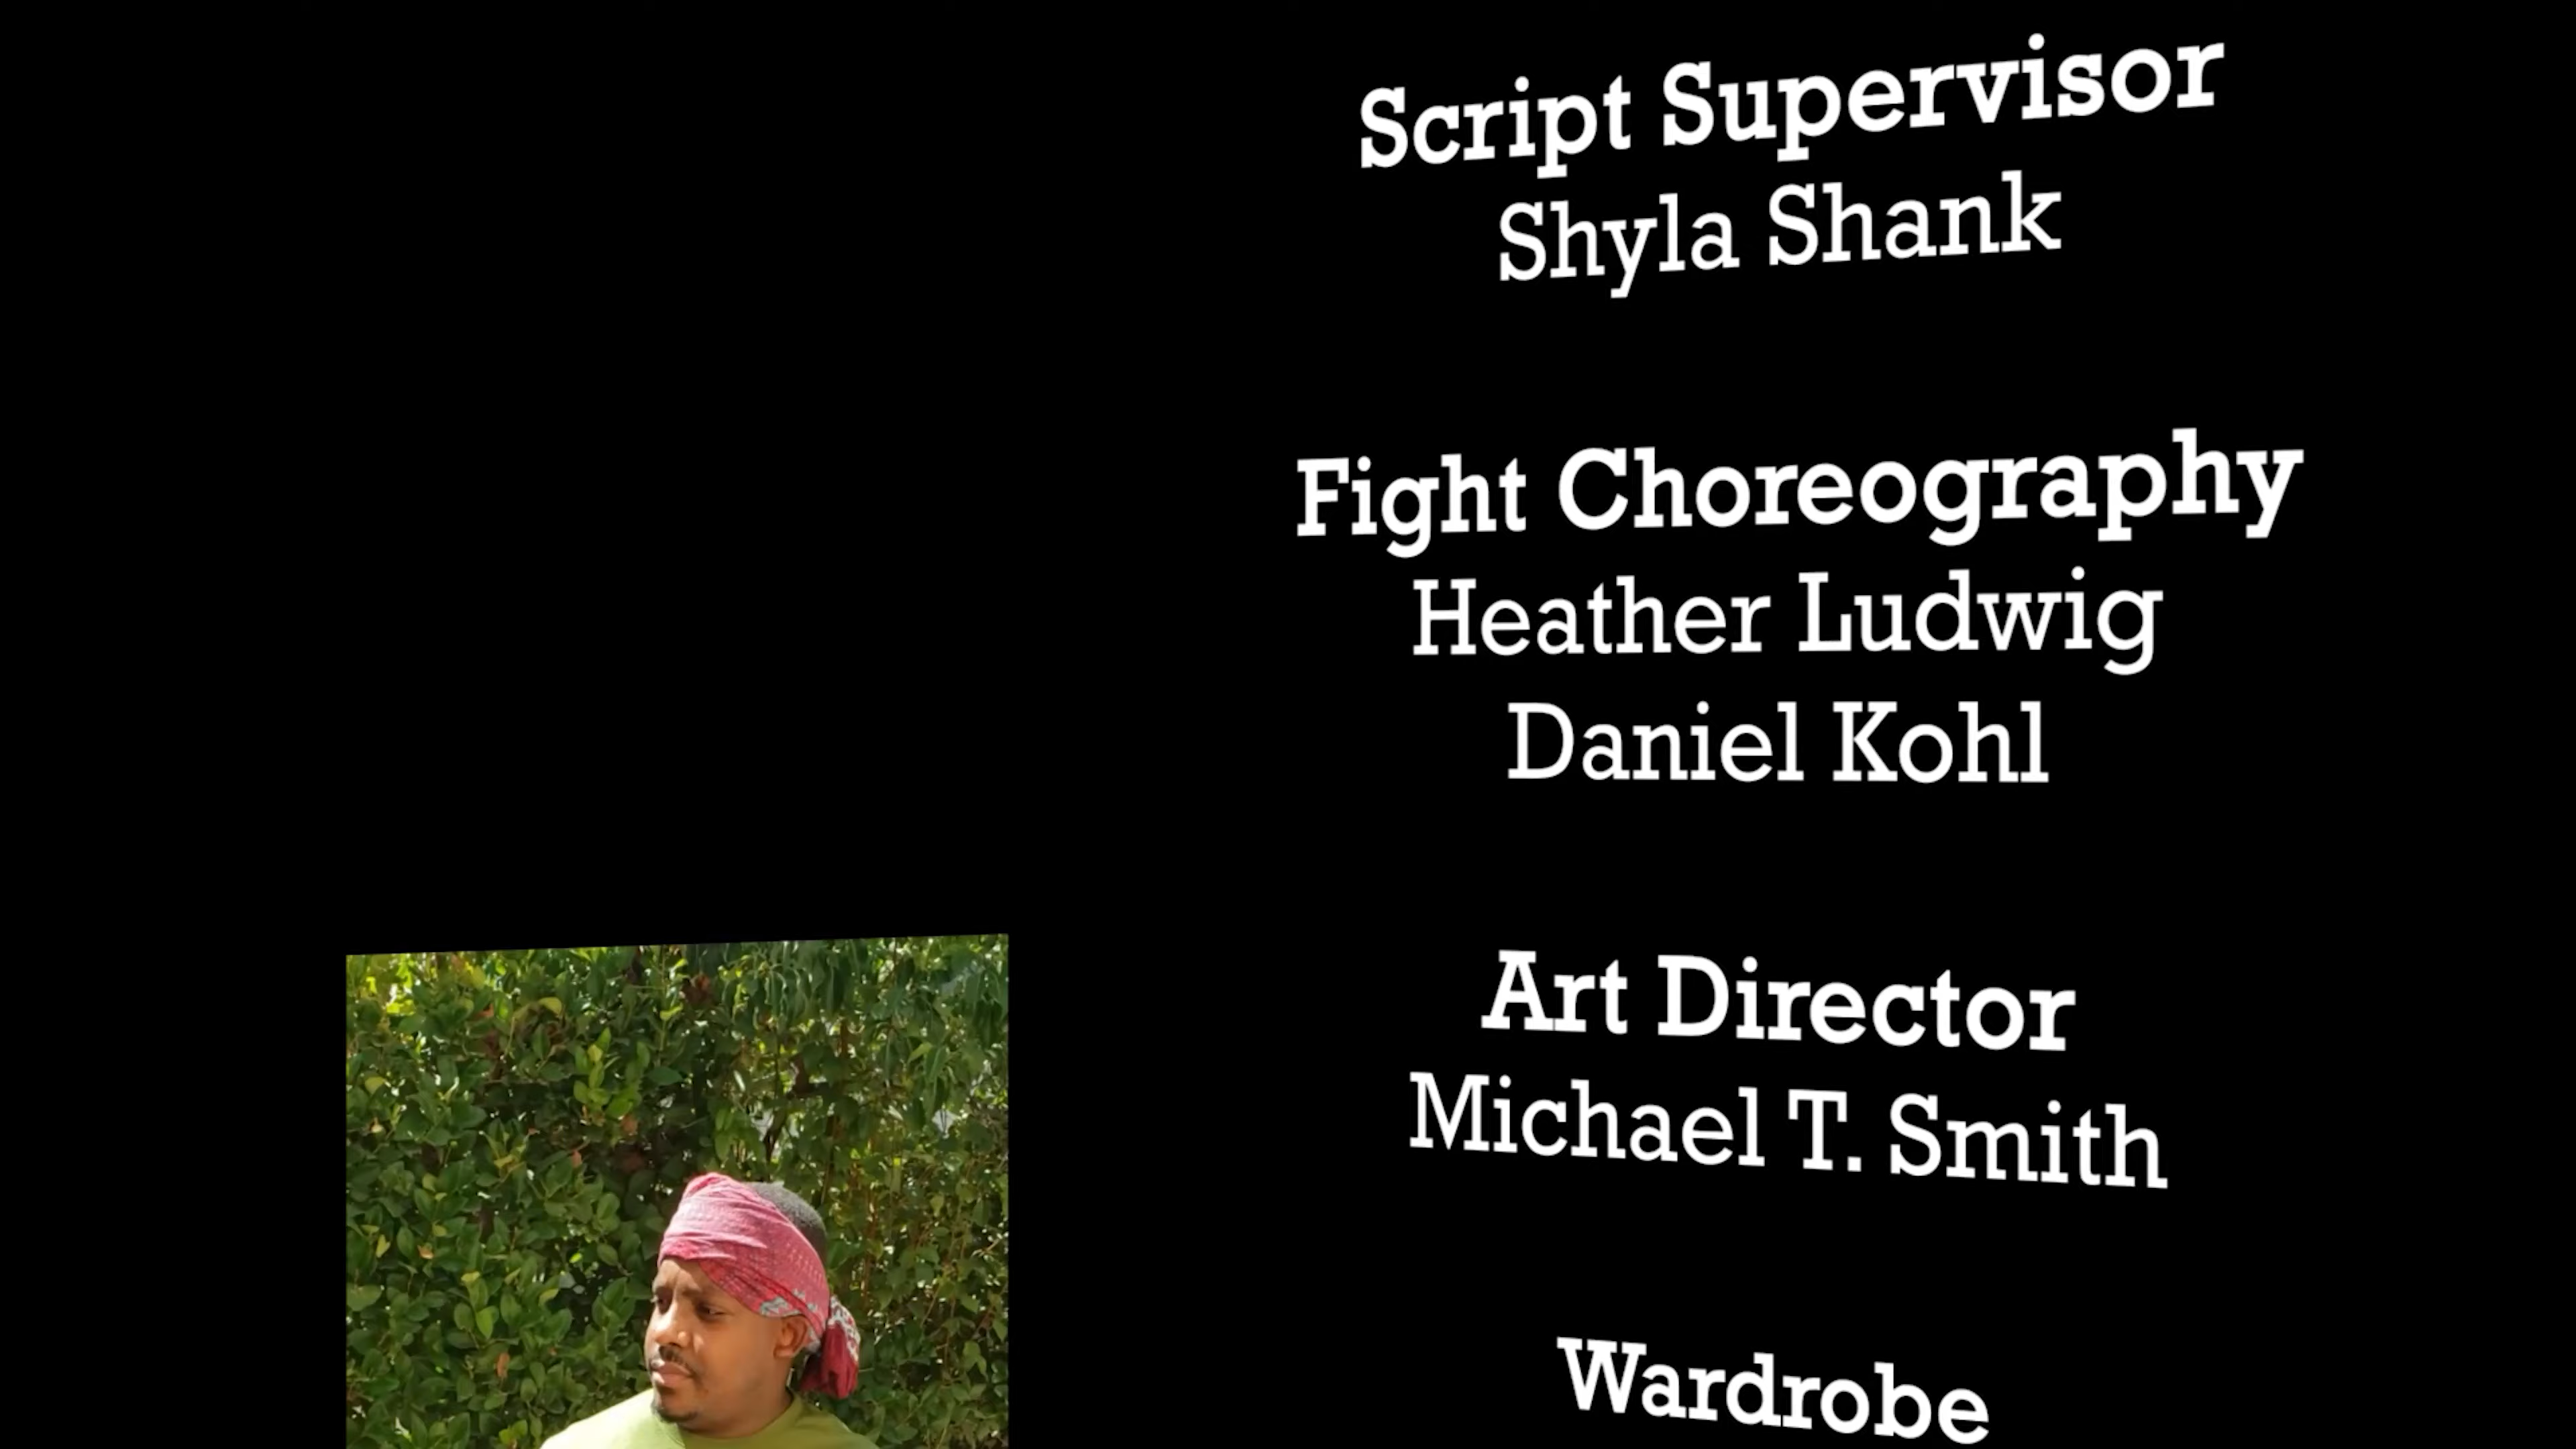 Script Supervisor
Shyla Shank
Fight Choreography
Heather Ludwig
Daniel Kohl
Art Director
Michael T. Smith
Wardrobe